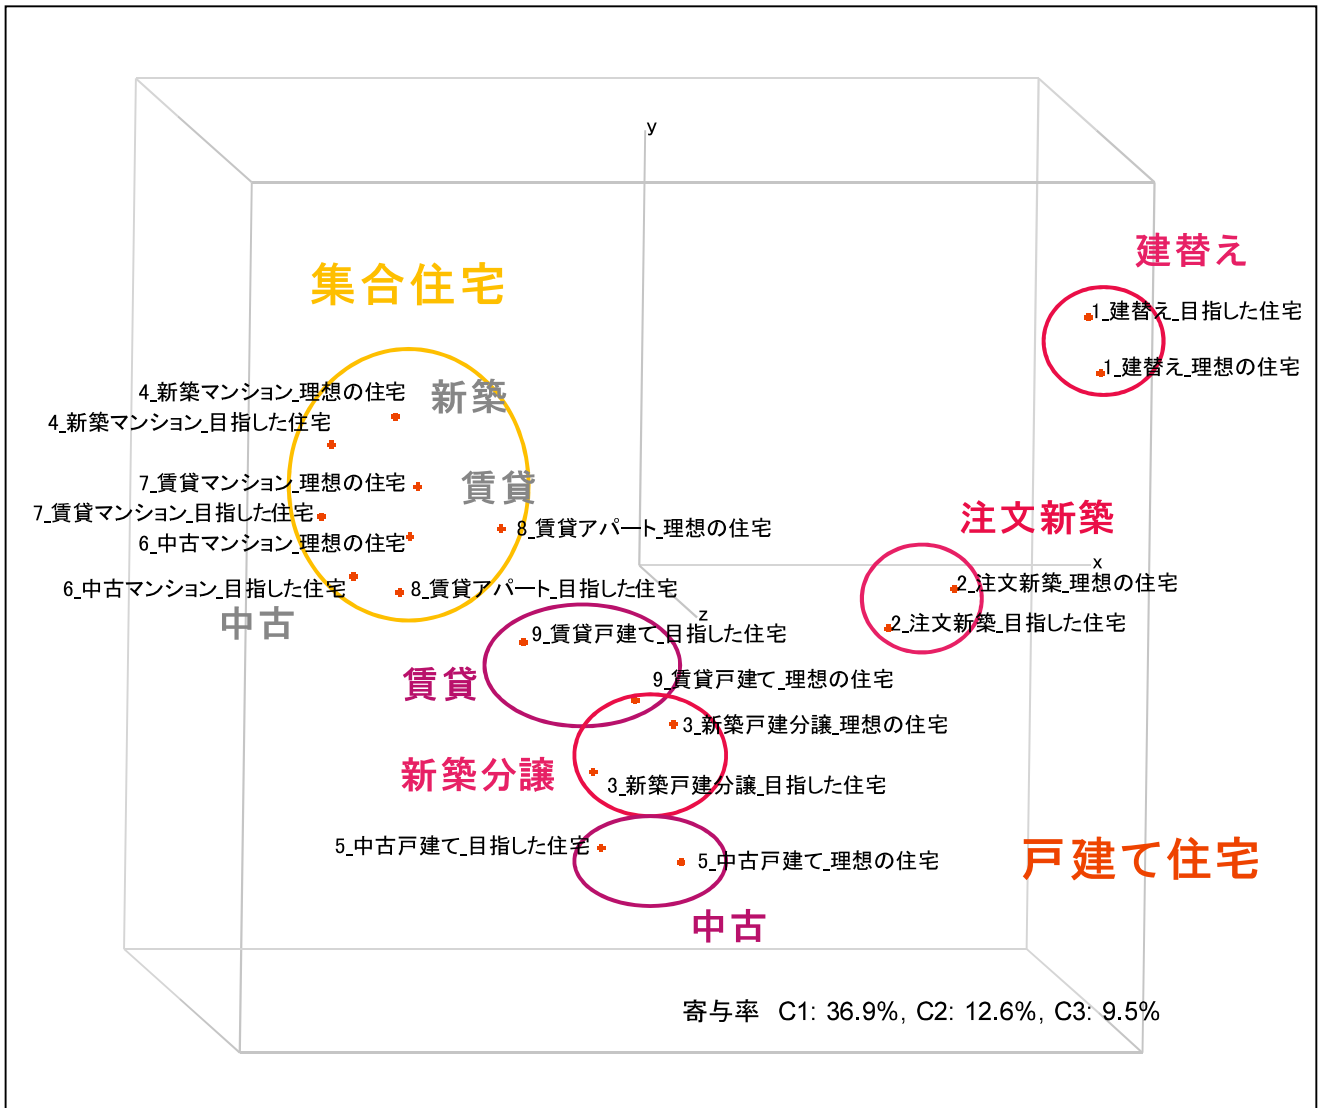 y
建替え
集合住宅
1_建替え_目指した住宅
1_建替え_理想の住宅
4_新築マンション_理想の住宅
新築
4_新築マンション_目指した住宅
7_賃貸マンション_理想の住宅
賃貸
7_賃貸マンション_目指した住宅
注文新築
8_賃貸アパート_理想の住宅
6_中古マンション_理想の住宅
x
6_中古マンション_目指した住宅
8_賃貸アパート_目指した住宅
2_注文新築_理想の住宅
中古
z
2_注文新築_目指した住宅
9_賃貸戸建て_目指した住宅
賃貸
9_賃貸戸建て_理想の住宅
3_新築戸建分譲_理想の住宅
新築分譲
3_新築戸建分譲_目指した住宅
5_中古戸建て_目指した住宅
5_中古戸建て_理想の住宅
戸建て住宅
中古
寄与率 C1: 36.9%, C2: 12.6%, C3: 9.5%